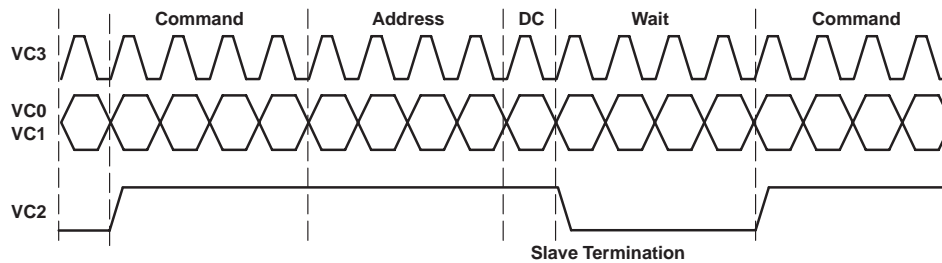 Command Address DC Wait Command
VC3
VC0
VC1
VC2
Slave Termination